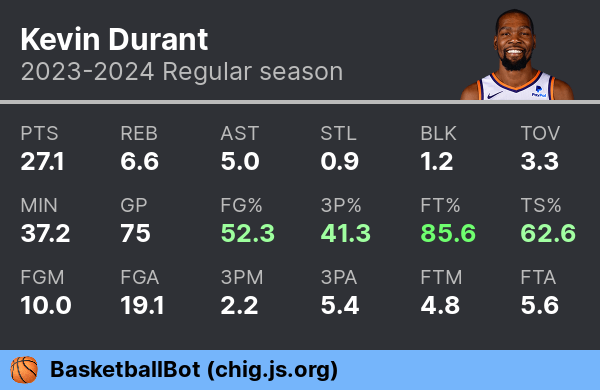 Kevin Durant
2023-2024 Regular season
PayPal
PTS REB AST STL BLK TOV
27.1 6.6 5.0 0.9 1.2 3.3
MIN GP FG% 3P% FT% TS%
37.2 75 52.3 41.3 85.6 62.6
FGM FGA 3PM 3PA FTM FTA
10.0 19.1 2.2 5.4 4.8 5.6
BasketballBot (chig.js.org)